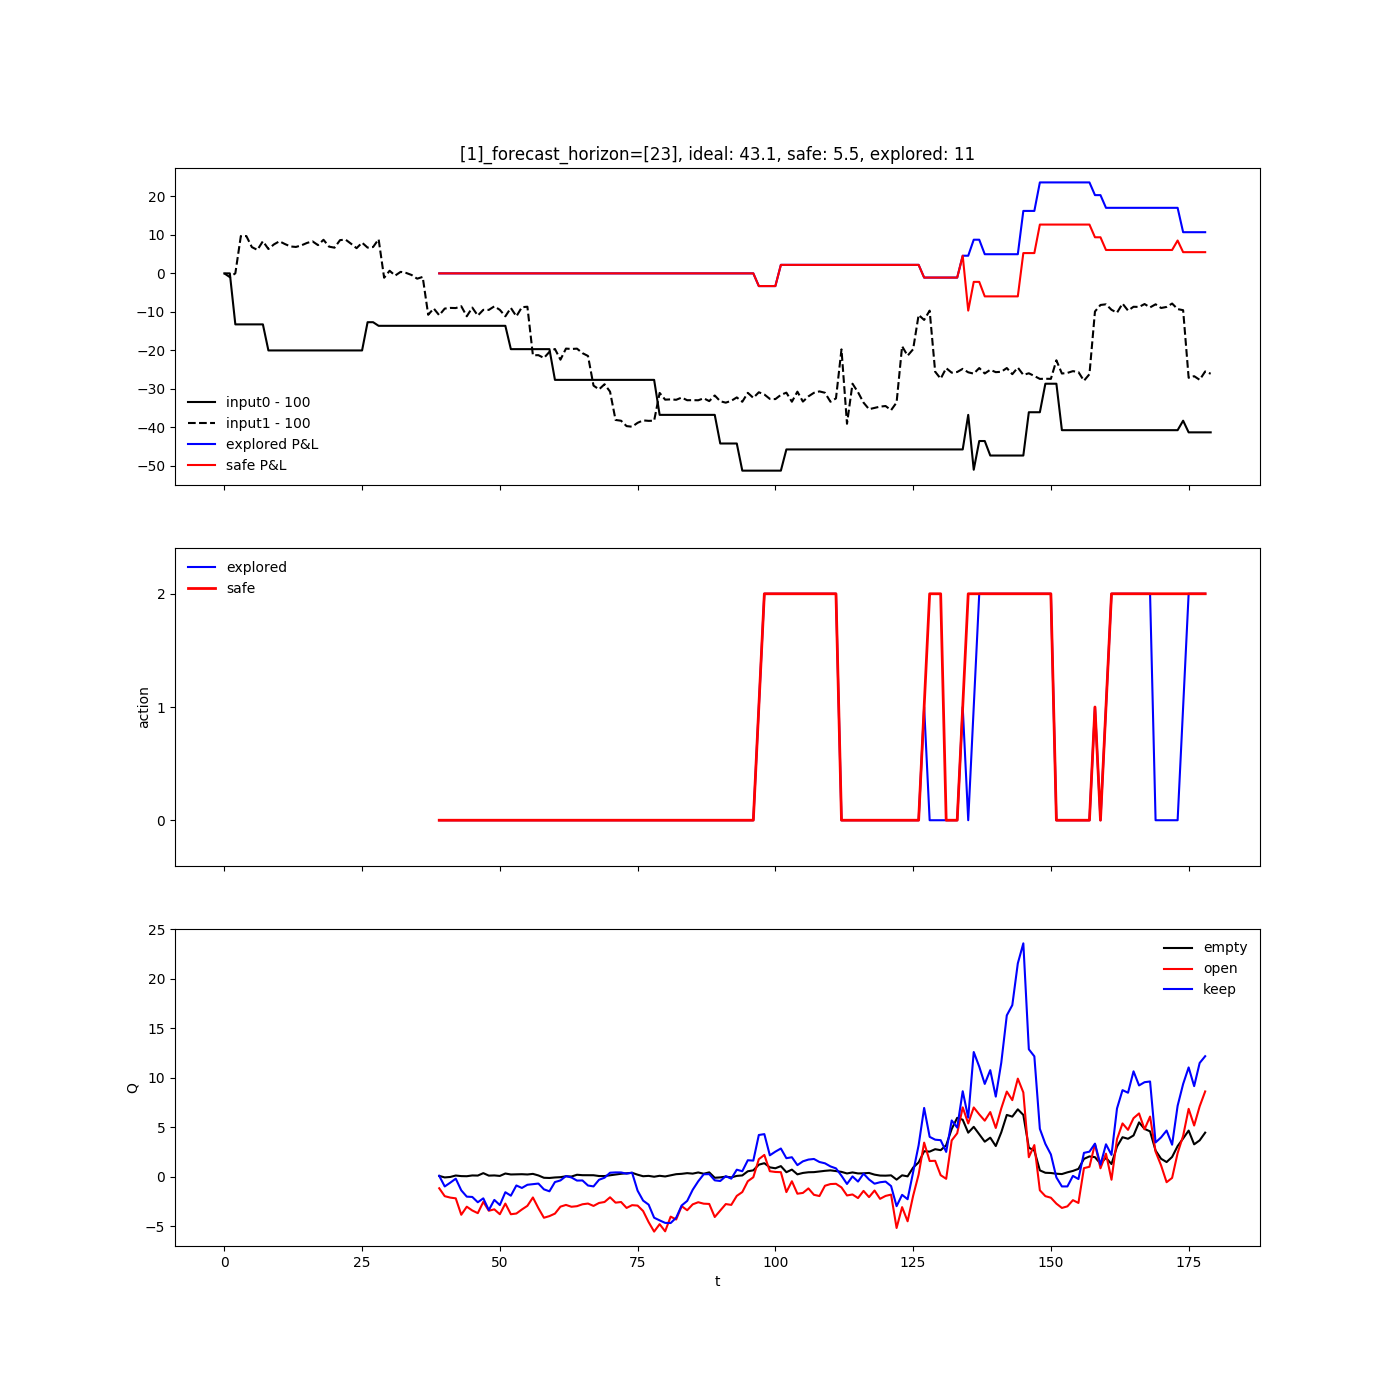 [1]_forecast_horizon=[23], ideal: 43.1, safe: 5.5, explored: 11
20
10
0
−10
−20
−30
−40
−50
input0 - 100
input1 - 100
explored P&L
safe P&L
explored
safe
2
1
0
action
empty
open
keep
25
20
15
10
5
0
−5
Q
0 25 50 75 100 125 150 175
t